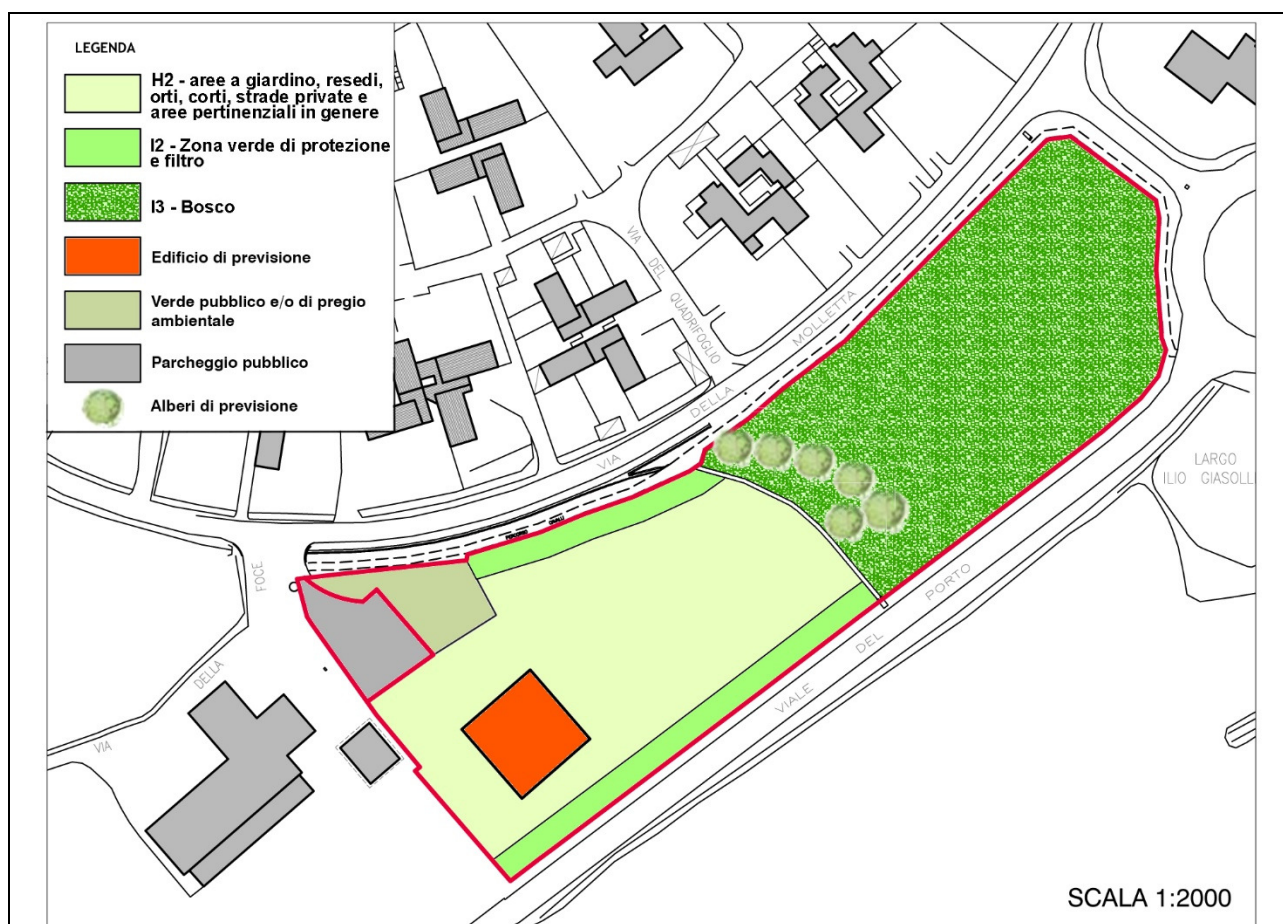 LEGENDA
H2 - aree a giardino, resedi,
orti, corti, strade private e
aree pertinenziali in genere
I2 - Zona verde di protezione
e filtro
I3 - Bosco
Edificio di previsione
Verde pubblico e/o di pregio
ambientale
Parcheggio pubblico
Alberi di previsione
VIA DEL QUADRIFOGLIO
VIA DELLA MOLLETTA
LARGO
ILIO GIASOLLI
VIA DELLA FOCE
VIALE DEL PORTO
SCALA 1:2000